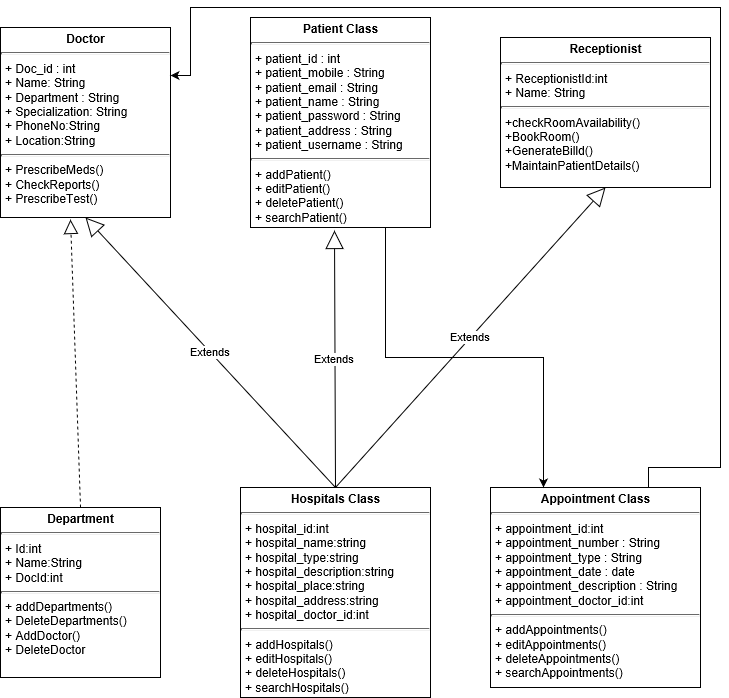 Doctor
+ Doc_id : int
+ Name: String
+ Department : String
+ Specialization: String
+ PhoneNo:String
+ Location:String
+ PrescribeMeds()
+ CheckReports()
+ PrescribeTest()
Patient Class
+ patient_id : int
+ patient_mobile : String
+ patient_email : String
+ patient_name : String
+ patient_password : String
+ patient_address : String
+ patient_username : String
+ addPatient()
+ editPatient()
+ deletePatient()
+ searchPatient()
Receptionist
+ ReceptionistId:int
+ Name: String
+checkRoomAvailability()
+BookRoom()
+GenerateBillId()
+MaintainPatientDetails()
Extends
Extends
Extends
Department
+ Id:int
+ Name:String
+ DocId:int
+ addDepartments()
+ DeleteDepartments()
+ AddDoctor()
+ DeleteDoctor
Hospitals Class
+ hospital_id:int
+ hospital_name:string
+ hospital_type:string
+ hospital_description:string
+ hospital_place:string
+ hospital_address:string
+ hospital_doctor_id:int
+ addHospitals()
+ editHospitals()
+ deleteHospitals()
+ searchHospitals()
Appointment Class
+ appointment_id:int
+ appointment_number : String
+ appointment_type : String
+ appointment_date : date
+ appointment_description : String
+ appointment_doctor_id:int
+ addAppointments()
+ editAppointments()
+ deleteAppointments()
+ searchAppointments()